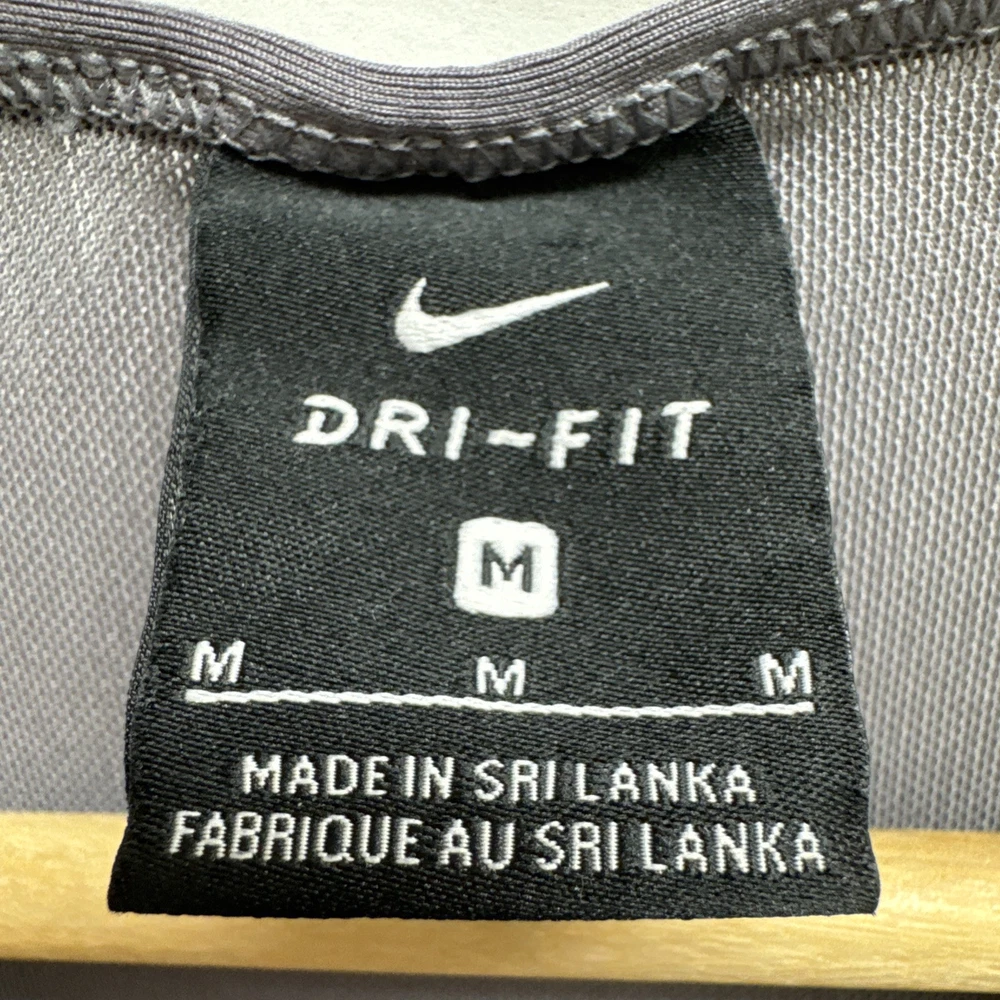 DRI-FIT
M
M M M
MADE IN SRI LANKA
FABRIQUE AU SRI LANKA